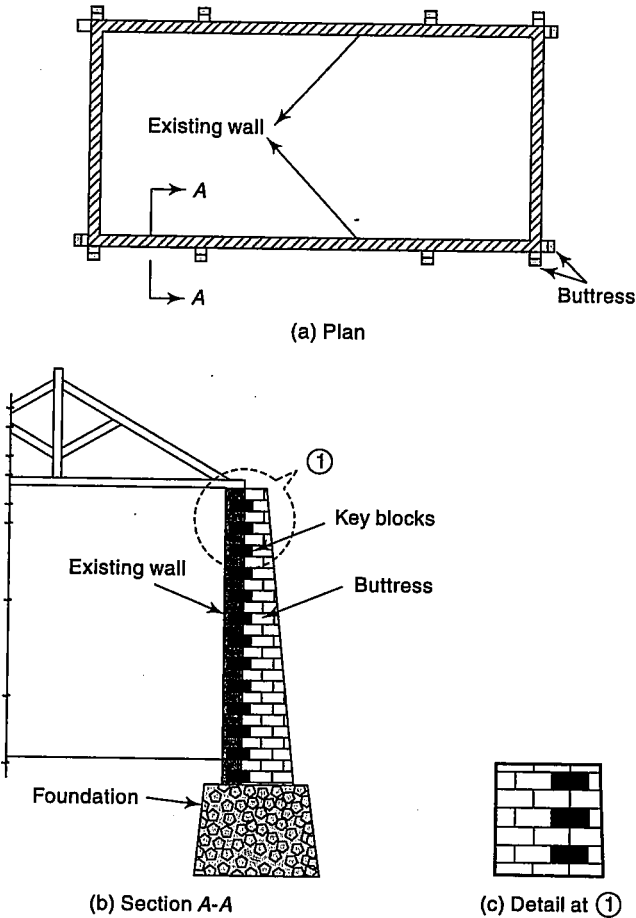 Existing wall
A
A
Buttress
(a) Plan
1
Key blocks
Existing wall
Buttress
Foundation
(b) Section A-A
(c) Detail at 1